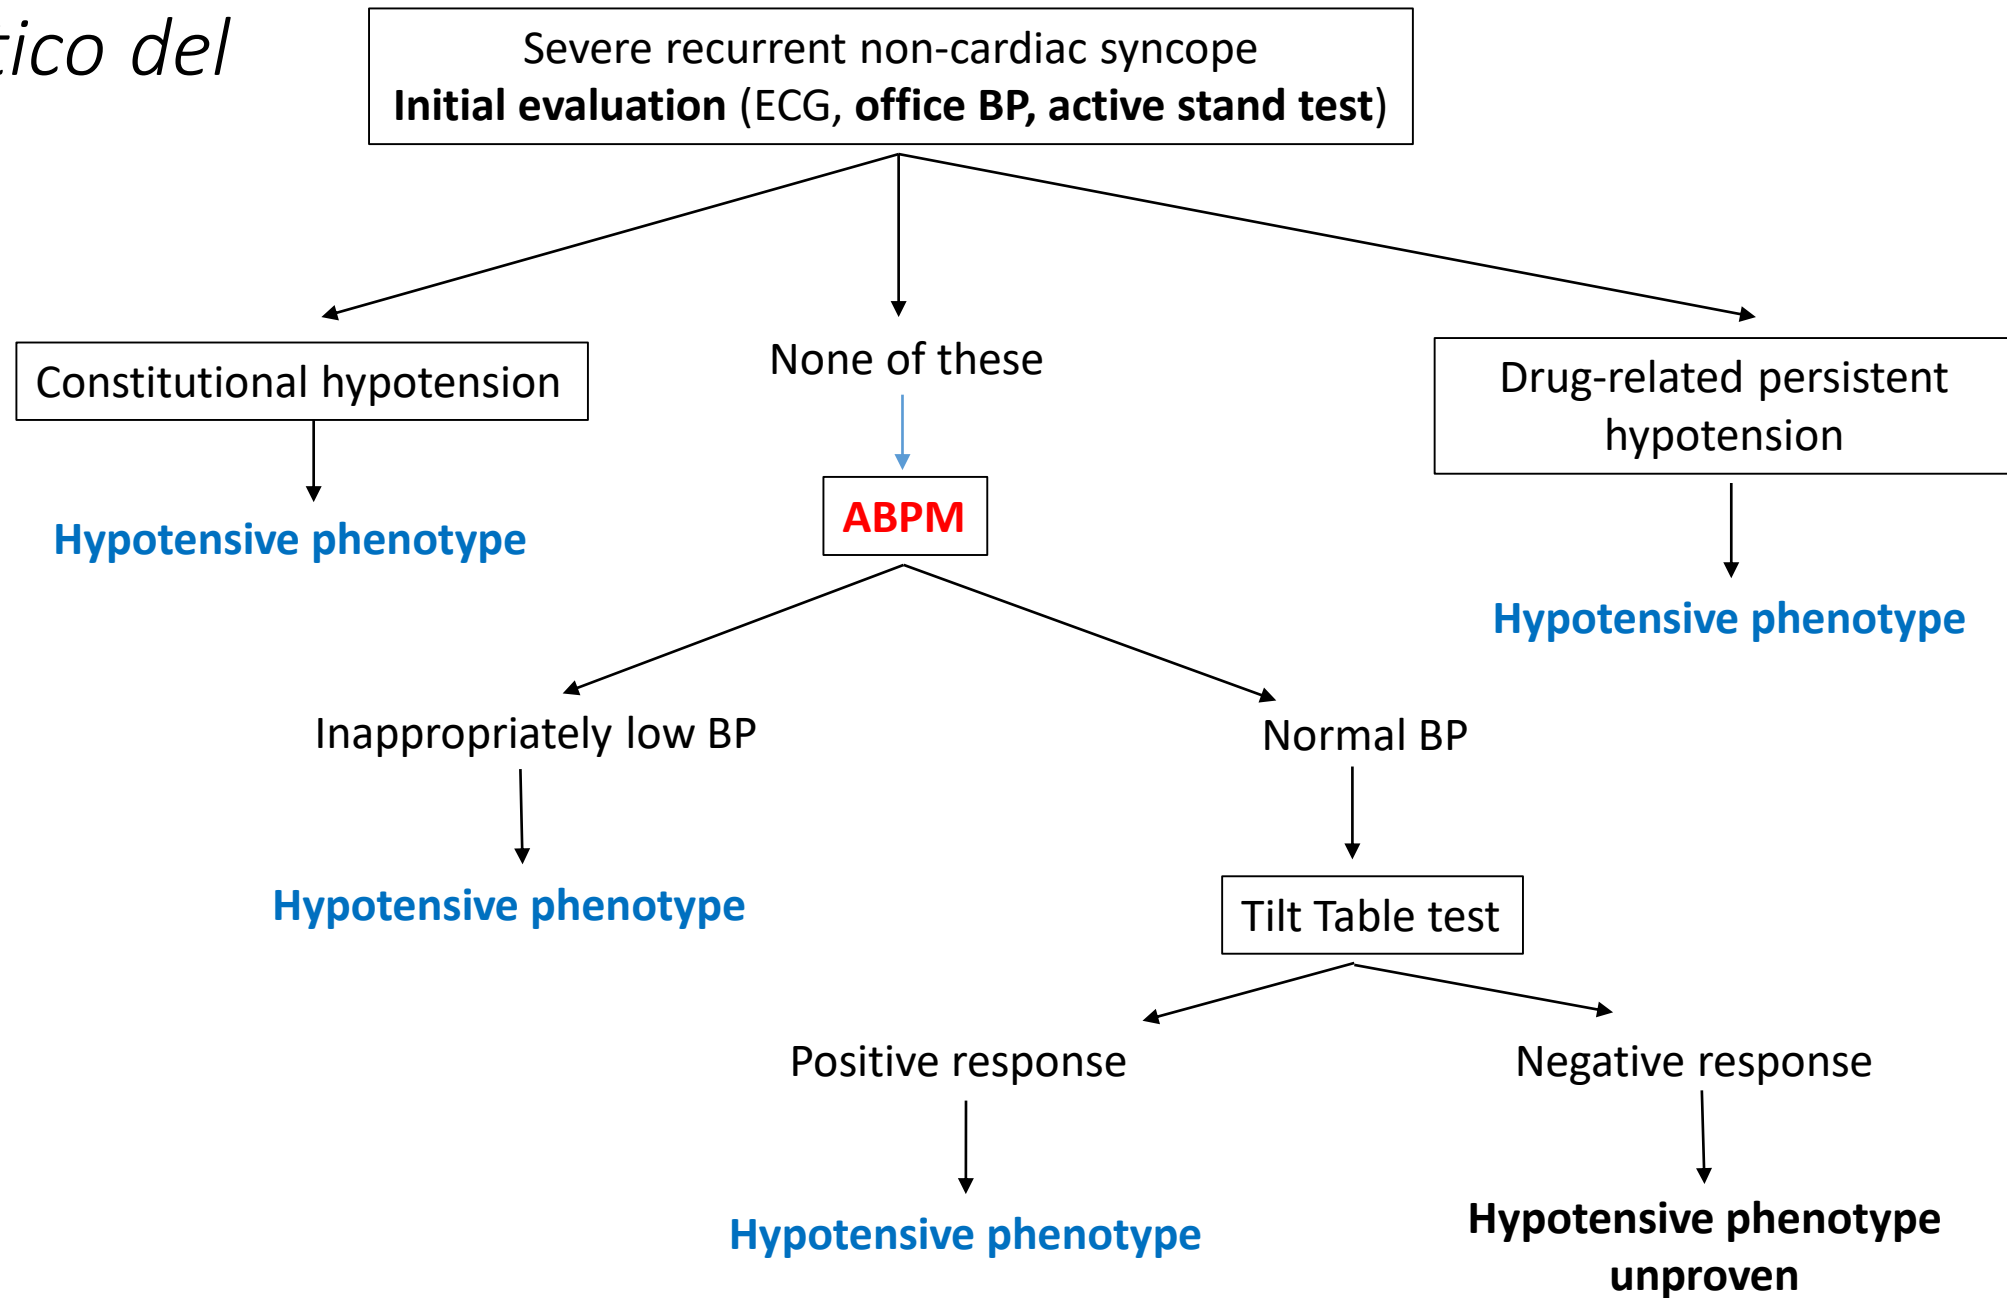 del
Severe recurrent non-cardiac syncope
Initial evaluation (ECG, office BP, active stand test)
Constitutional hypotension
None of these
Drug-related persistent
hypotension
Hypotensive phenotype
ABPM
Hypotensive phenotype
Inappropriately low BP
Normal BP
Hypotensive phenotype
Tilt Table test
Positive response
Negative response
Hypotensive phenotype
Hypotensive phenotype
unproven